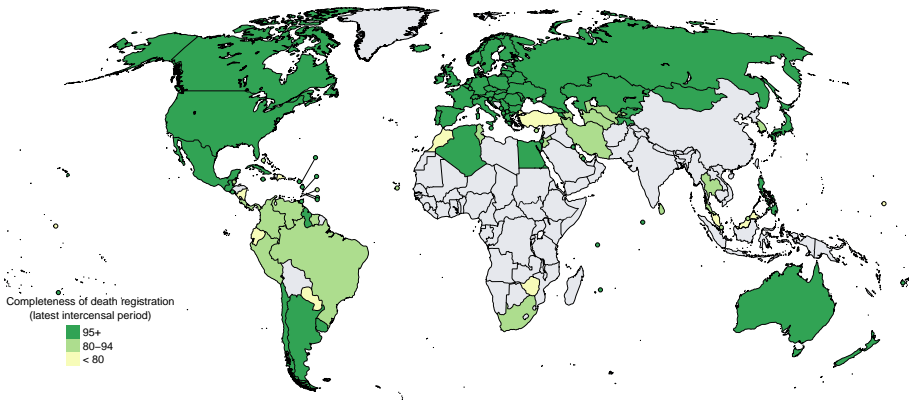 Completeness of death registration
(latest intercensal period)
95+
80−94
< 80